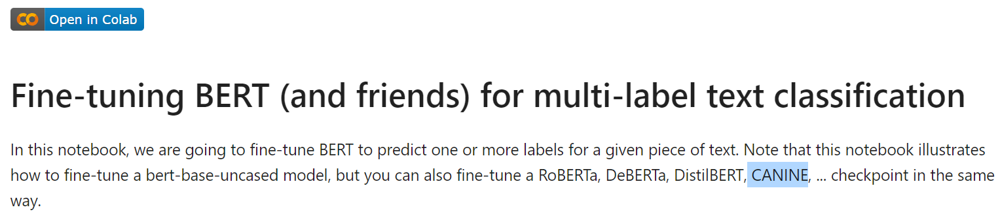 Open in Colab
Fine-tuning BERT (and friends) for multi-label text classification
In this notebook, we are going to fine-tune BERT to predict one or more labels for a given piece of text. Note that this notebook illustrates
how to fine-tune a bert-base-uncased model, but you can also fine-tune a RoBERTa, DeBERTa, DistilBERT, CANINE, ... checkpoint in the same
way.